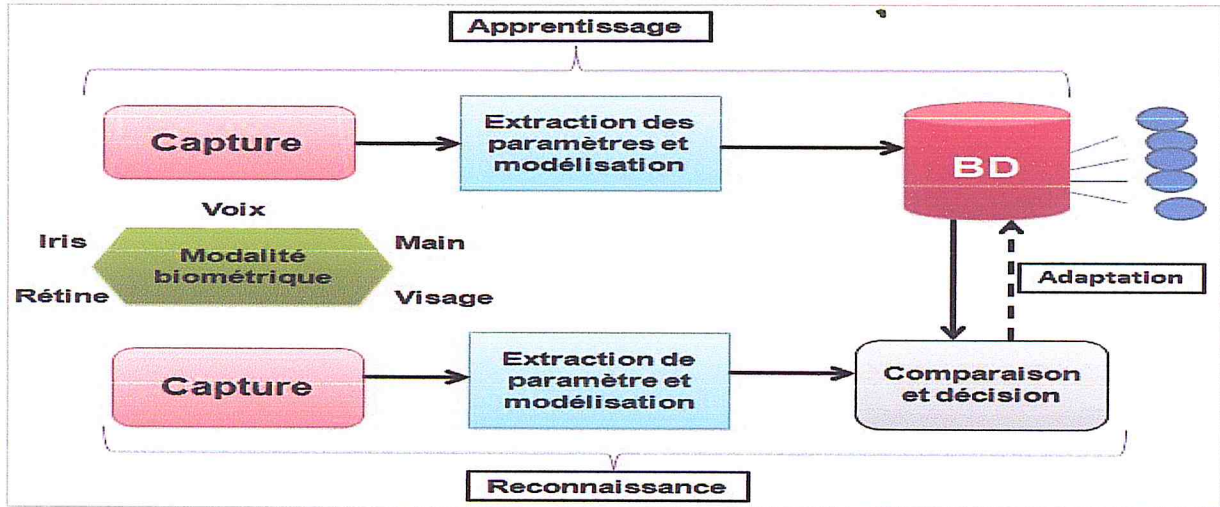 Apprentissage
Capture
Extraction des
paramètres et
modélisation
BD
Voix
Iris
Main
Modalité
biométrique
Rétine
Visage
Adaptation
Capture
Extraction de
paramètre et
modélisation
Comparaison
et décision
Reconnaissance